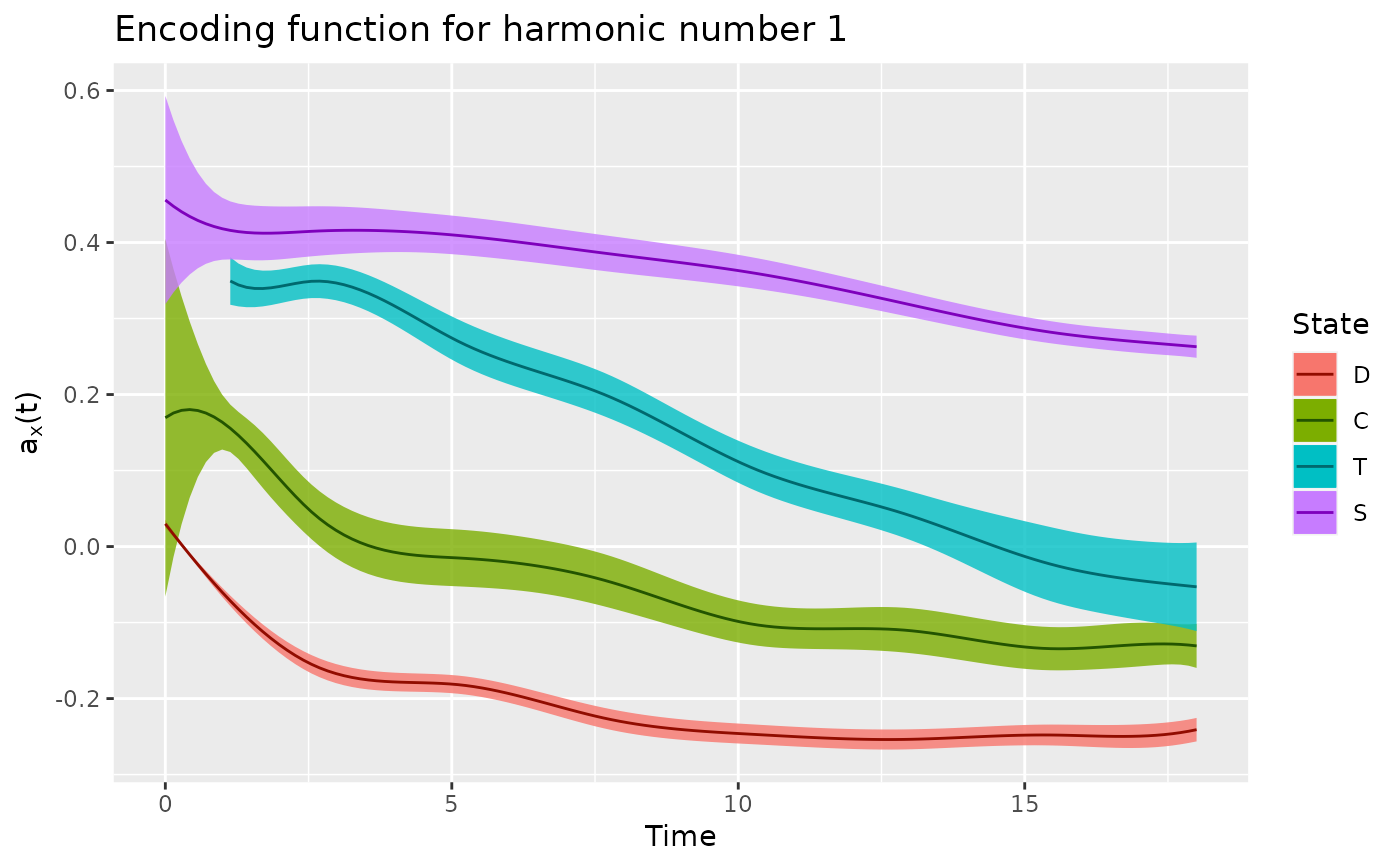 Encoding function for harmonic number 1
0.6
0.4
0.2
0.0
-0.2
aₓ(t)
0 5 10 15
Time
State
D
C
T
S